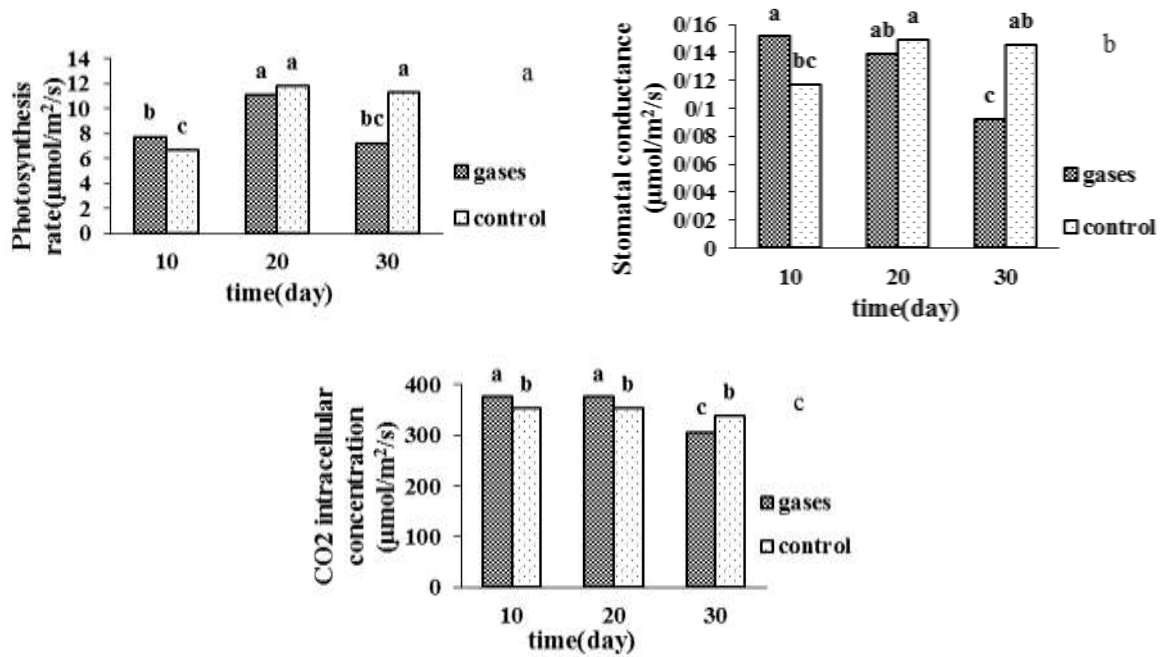 Photosynthesis
rate(μmol/m²/s)
14
12
10
8
6
4
2
0
b
c
a
a
bc
a
a
gases
control
10
20
30
time(day)
Stomatal conductance
(μmol/m²/s)
0/16
0/14
0/12
0/1
0/08
0/06
0/04
0/02
0
a
bc
ab
a
c
ab
b
gases
control
10
20
30
time(day)
CO2 intracellular
concentration
(μmol/m²/s)
400
300
200
100
0
a
b
a
b
c
b
c
gases
control
10
20
30
time(day)